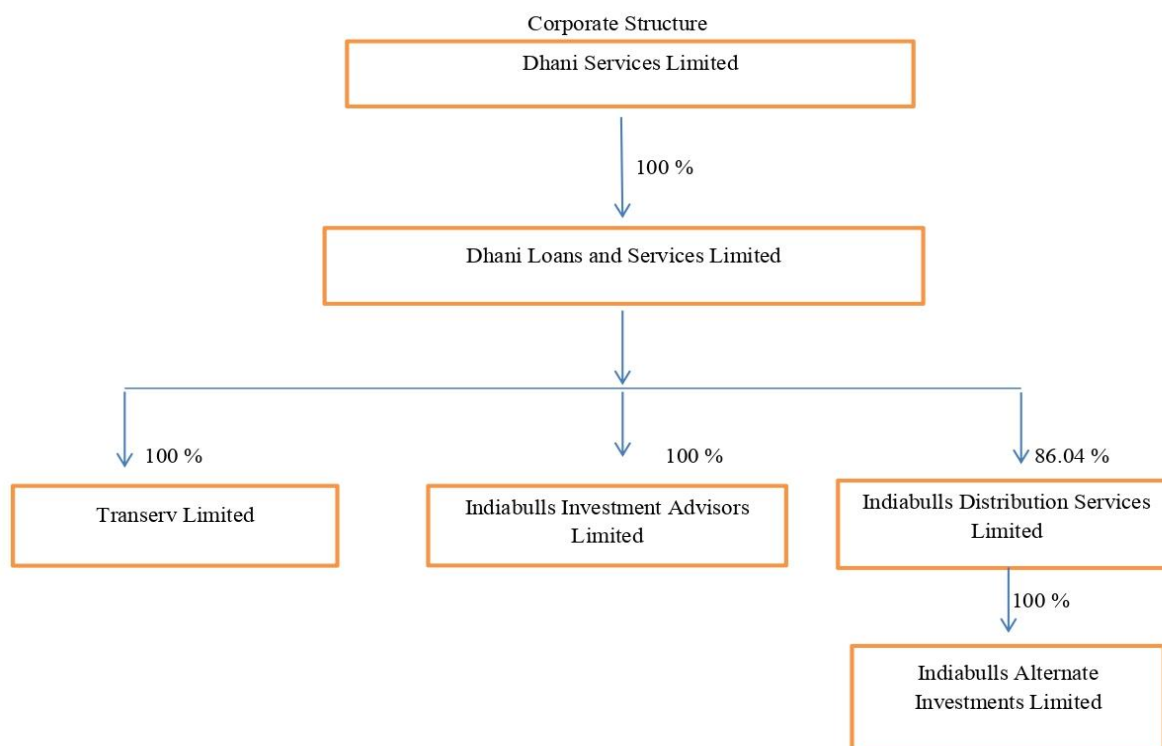 Corporate Structure
Dhani Services Limited
100 %
Dhani Loans and Services Limited
100 %
100 %
86.04 %
Transerv Limited
Indiabulls Investment Advisors
Limited
Indiabulls Distribution Services
Limited
100 %
Indiabulls Alternate
Investments Limited